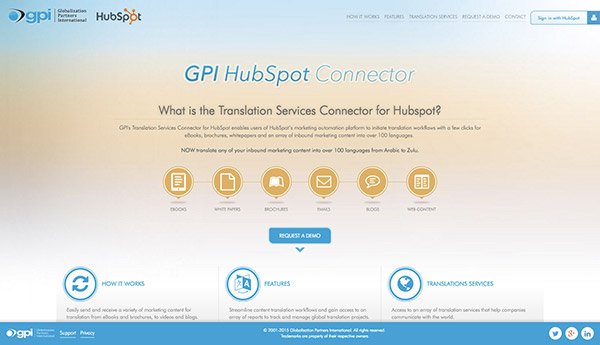 gpi Globalization Partners International HubSpot
HOW IT WORKS FEATURES TRANSLATION SERVICES REQUEST A DEMO CONTACT Sign in with HubSpot
GPI HubSpot Connector
What is the Translation Services Connector for Hubspot?
GPI's Translation Services Connector for HubSpot enables users of HubSpot's marketing automation platform to initiate translation workflows with a few clicks for
eBooks, brochures, whitepapers and an array of inbound marketing content into over 100 languages.
NOW translate any of your inbound marketing content into over 100 languages from Arabic to Zulu.
EBOOKS WHITE PAPERS BROCHURES EMAILS BLOGS WEB CONTENT
REQUEST A DEMO
HOW IT WORKS
Easily send and receive a variety of marketing content for
translation from eBooks and brochures, to videos and blogs.
FEATURES
Streamline content translation workflows and gain access to an
array of reports to track and manage global translation projects.
TRANSLATIONS SERVICES
Access to an array of translation services that help companies
communicate with the world.
gpi Globalization Partners International Support Privacy
© 2001-2015 Globalization Partners International. All rights reserved.
Trademarks are property of their respective owners.